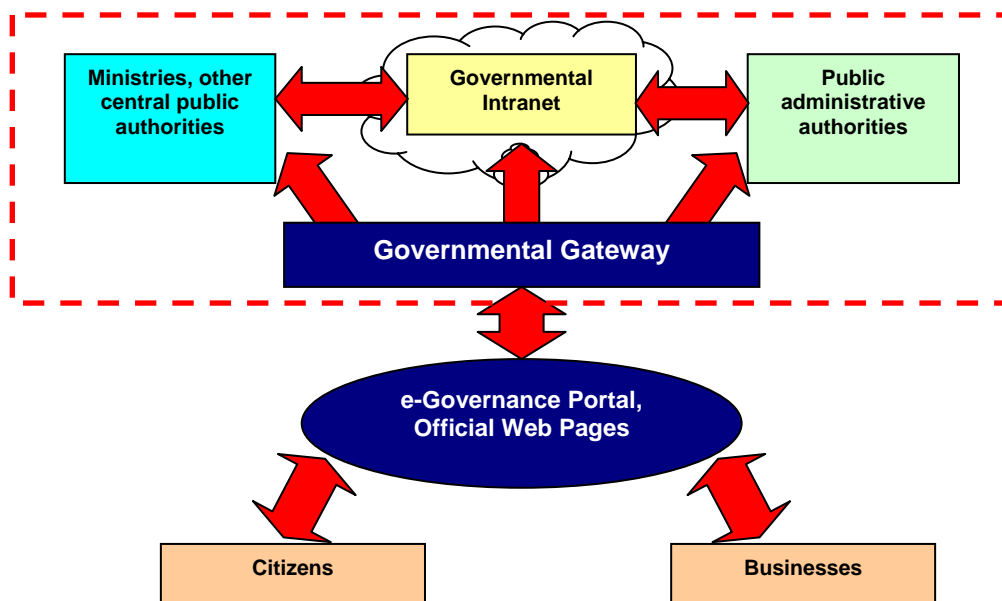 Ministries, other
central public
authorities
Governmental
Intranet
Public
administrative
authorities
Governmental Gateway
e-Governance Portal,
Official Web Pages
Citizens
Businesses